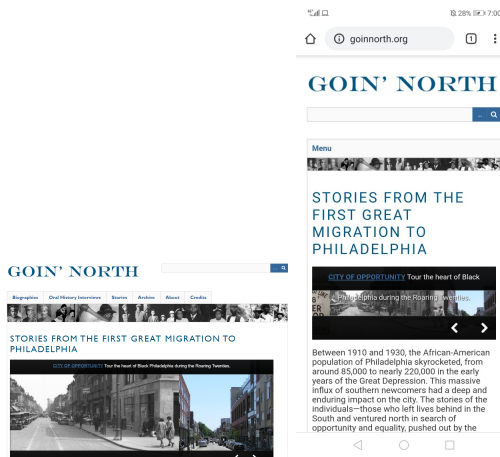 GOIN' NORTH
...
Biographies Oral History Interviews Stories Archive About Credits
STORIES FROM THE FIRST GREAT MIGRATION TO
PHILADELPHIA
CITY OF OPPORTUNITY Tour the heart of Black Philadelphia during the Roaring Twenties.
28% 7:00
goinnorth.org
1
GOIN' NORTH
...
Menu
STORIES FROM THE
FIRST GREAT
MIGRATION TO
PHILADELPHIA
CITY OF OPPORTUNITY Tour the heart of Black
Philadelphia during the Roaring Twenties.
Between 1910 and 1930, the African-American
population of Philadelphia skyrocketed, from
around 85,000 to nearly 220,000 in the early
years of the Great Depression. This massive
influx of southern newcomers had a deep and
enduring impact on the city. The stories of the
individuals—those who left lives behind in the
South and ventured north in search of
opportunity and equality, pushed out by the